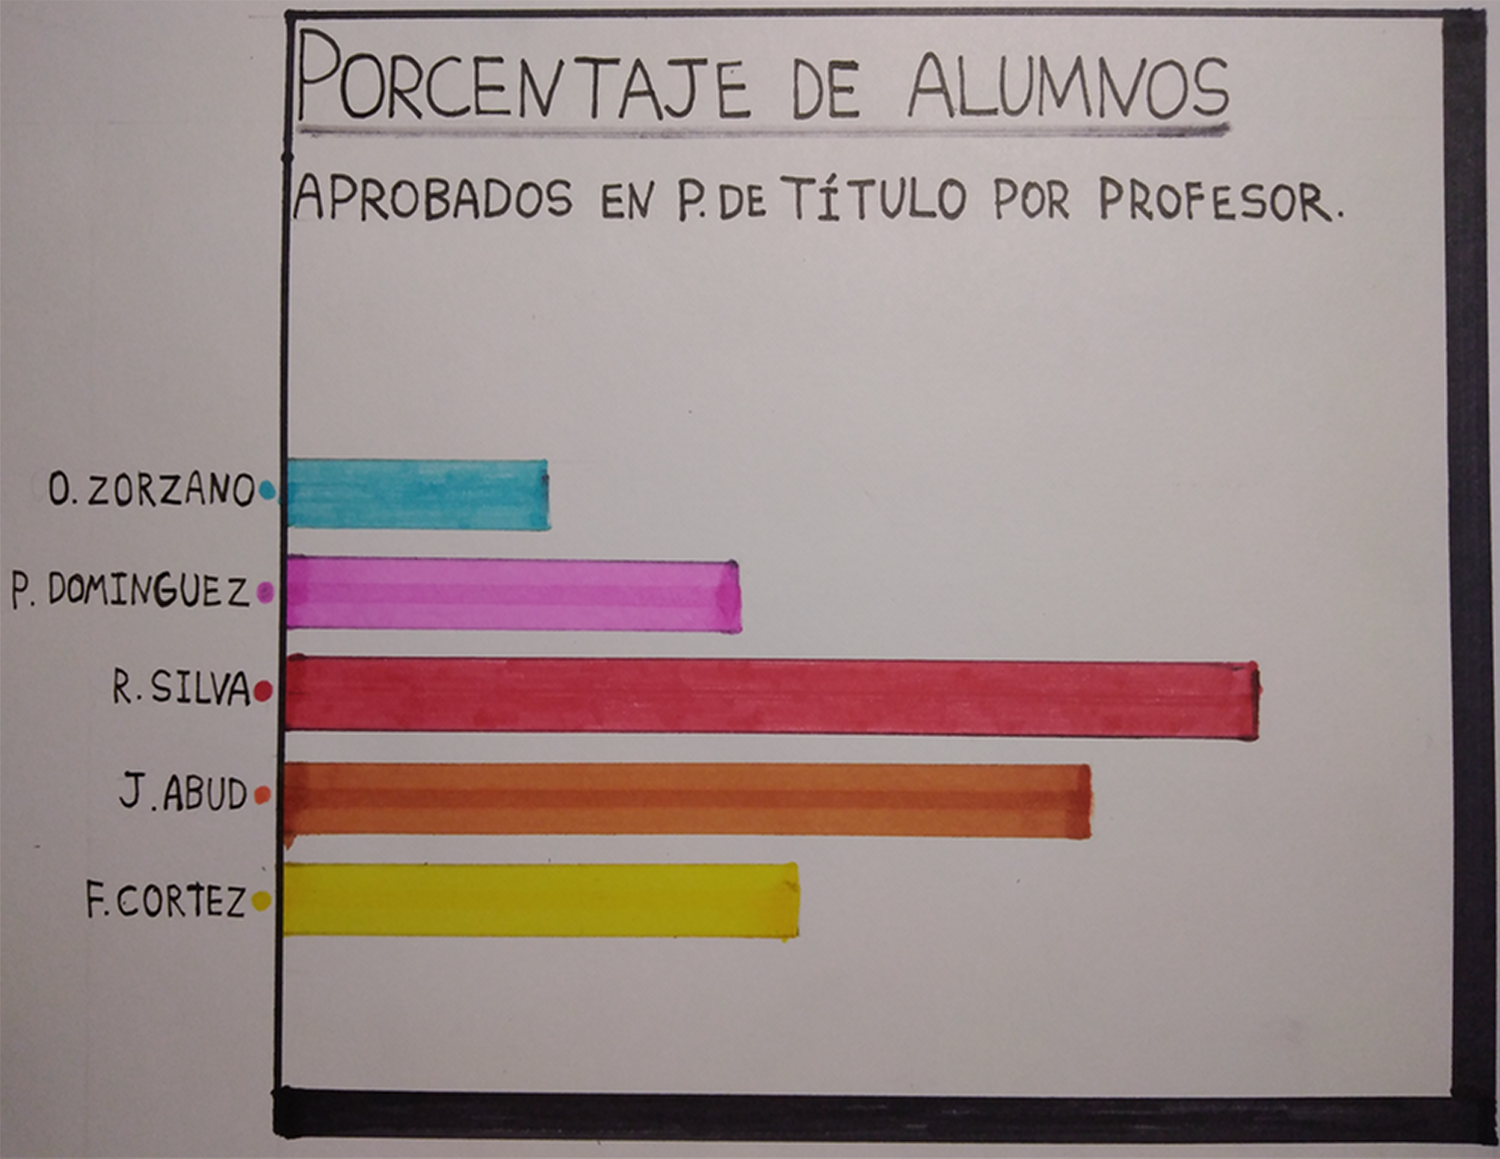 PORCENTAJE DE ALUMNOS
APROBADOS EN P. DE TÍTULO POR PROFESOR.
O. ZORZANO
P. DOMINGUEZ
R. SILVA
J. ABUD
F. CORTEZ